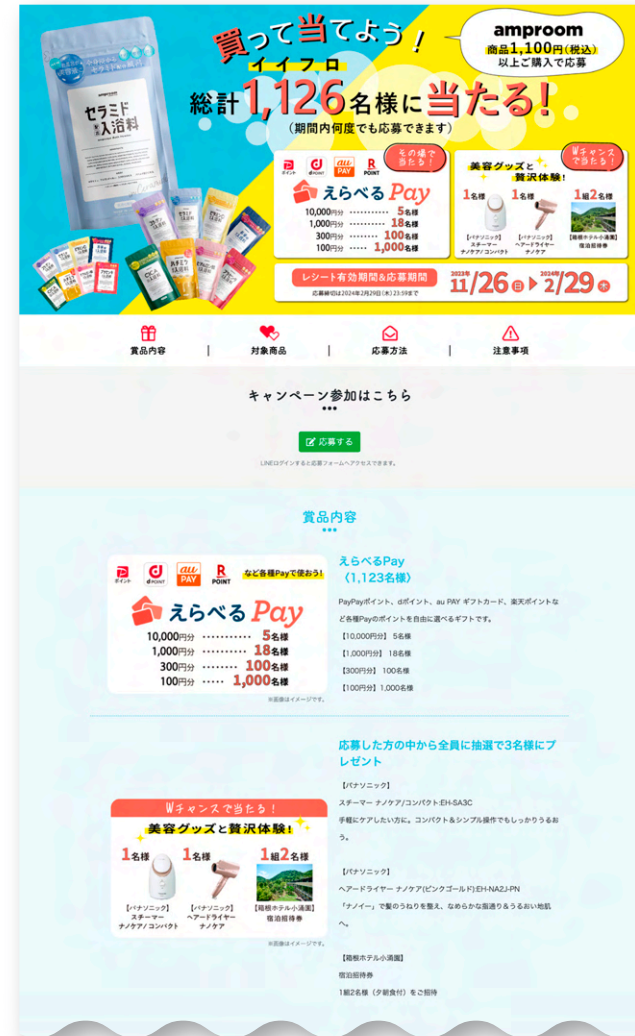 買って当てよう！
イイフロ
総計1,126名様に当たる！
（期間内何度でも応募できます）
amproom
商品1,100円(税込)
以上ご購入で応募
amproom
セラミド
配合
入浴料
その場で
当たる！
ポイント
d POINT
au PAY
R POINT
えらべる Pay
10,000円分 ············ 5名様
1,000円分 ·········· 18名様
300円分 ········ 100名様
100円分 ····· 1,000名様
Wチャンス
で当たる！
美容グッズと
贅沢体験！
1名様
1名様
1組2名様
【パナソニック】
スチーマー
ナノケア/コンパクト
【パナソニック】
ヘアードライヤー
ナノケア
【箱根ホテル小涌園】
宿泊招待券
レシート有効期間&応募期間
応募締切は2024年2月29日(木)23:59まで
2023年
11/26 日 ▶ 2024年 2/29 木
賞品内容
対象商品
応募方法
注意事項
キャンペーン参加はこちら
応募する
LINEログインすると応募フォームへアクセスできます。
賞品内容
ポイント
d POINT
au PAY
R POINT
など各種Payで使おう！
えらべる Pay
10,000円分 ··········· 5名様
1,000円分 ·········· 18名様
300円分 ········ 100名様
100円分 ····· 1,000名様
※画像はイメージです。
えらべるPay
（1,123名様）
PayPayポイント、dポイント、au PAY ギフトカード、楽天ポイントな
ど各種Payのポイントを自由に選べるギフトです。
【10,000円分】 5名様
【1,000円分】 18名様
【300円分】 100名様
【100円分】1,000名様
Wチャンスで当たる！
美容グッズと贅沢体験！
1名様
1名様
1組2名様
【パナソニック】
スチーマー
ナノケア/コンパクト
【パナソニック】
ヘアードライヤー
ナノケア
【箱根ホテル小涌園】
宿泊招待券
※画像はイメージです。
応募した方の中から全員に抽選で3名様にプ
レゼント
【パナソニック】
スチーマー ナノケア/コンパクト:EH-SA3C
手軽にケアしたい方に。コンパクト＆シンプル操作でもしっかりうるお
う。
【パナソニック】
ヘアードライヤー ナノケア(ピンクゴールド):EH-NA2J-PN
「ナノイー」で髪のうねりを整え、なめらかな指通り＆うるおい地肌
へ。
【箱根ホテル小涌園】
宿泊招待券
1組2名様（夕朝食付）をご招待